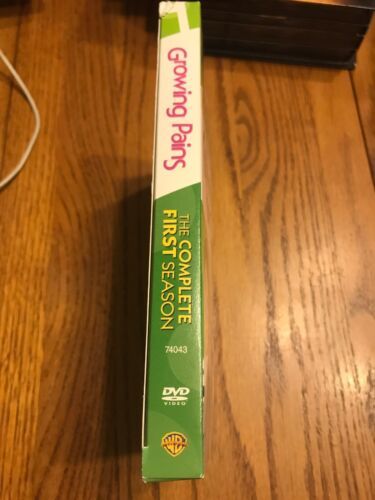 Growing Pains
THE COMPLETE
FIRST SEASON
74043
DVD
VIDEO
WB